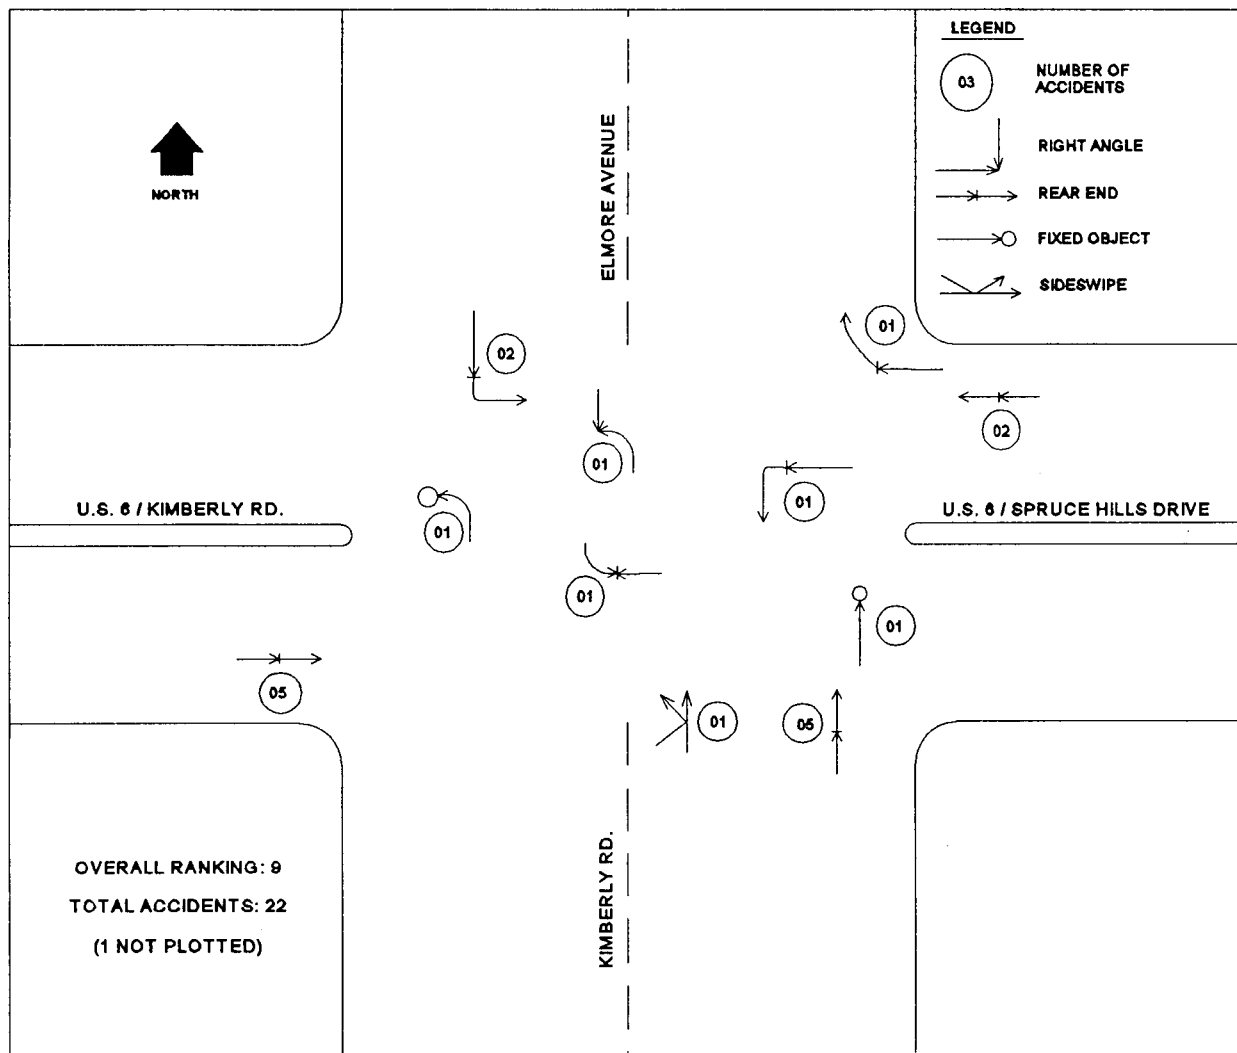 LEGEND
03
NUMBER OF
ACCIDENTS
RIGHT ANGLE
REAR END
FIXED OBJECT
SIDESWIPE
NORTH
ELMORE AVENUE
02
01
01
02
01
01
U.S. 6 / KIMBERLY RD.
U.S. 6 / SPRUCE HILLS DRIVE
01
01
01
05
01
05
KIMBERLY RD.
OVERALL RANKING: 9
TOTAL ACCIDENTS: 22
(1 NOT PLOTTED)